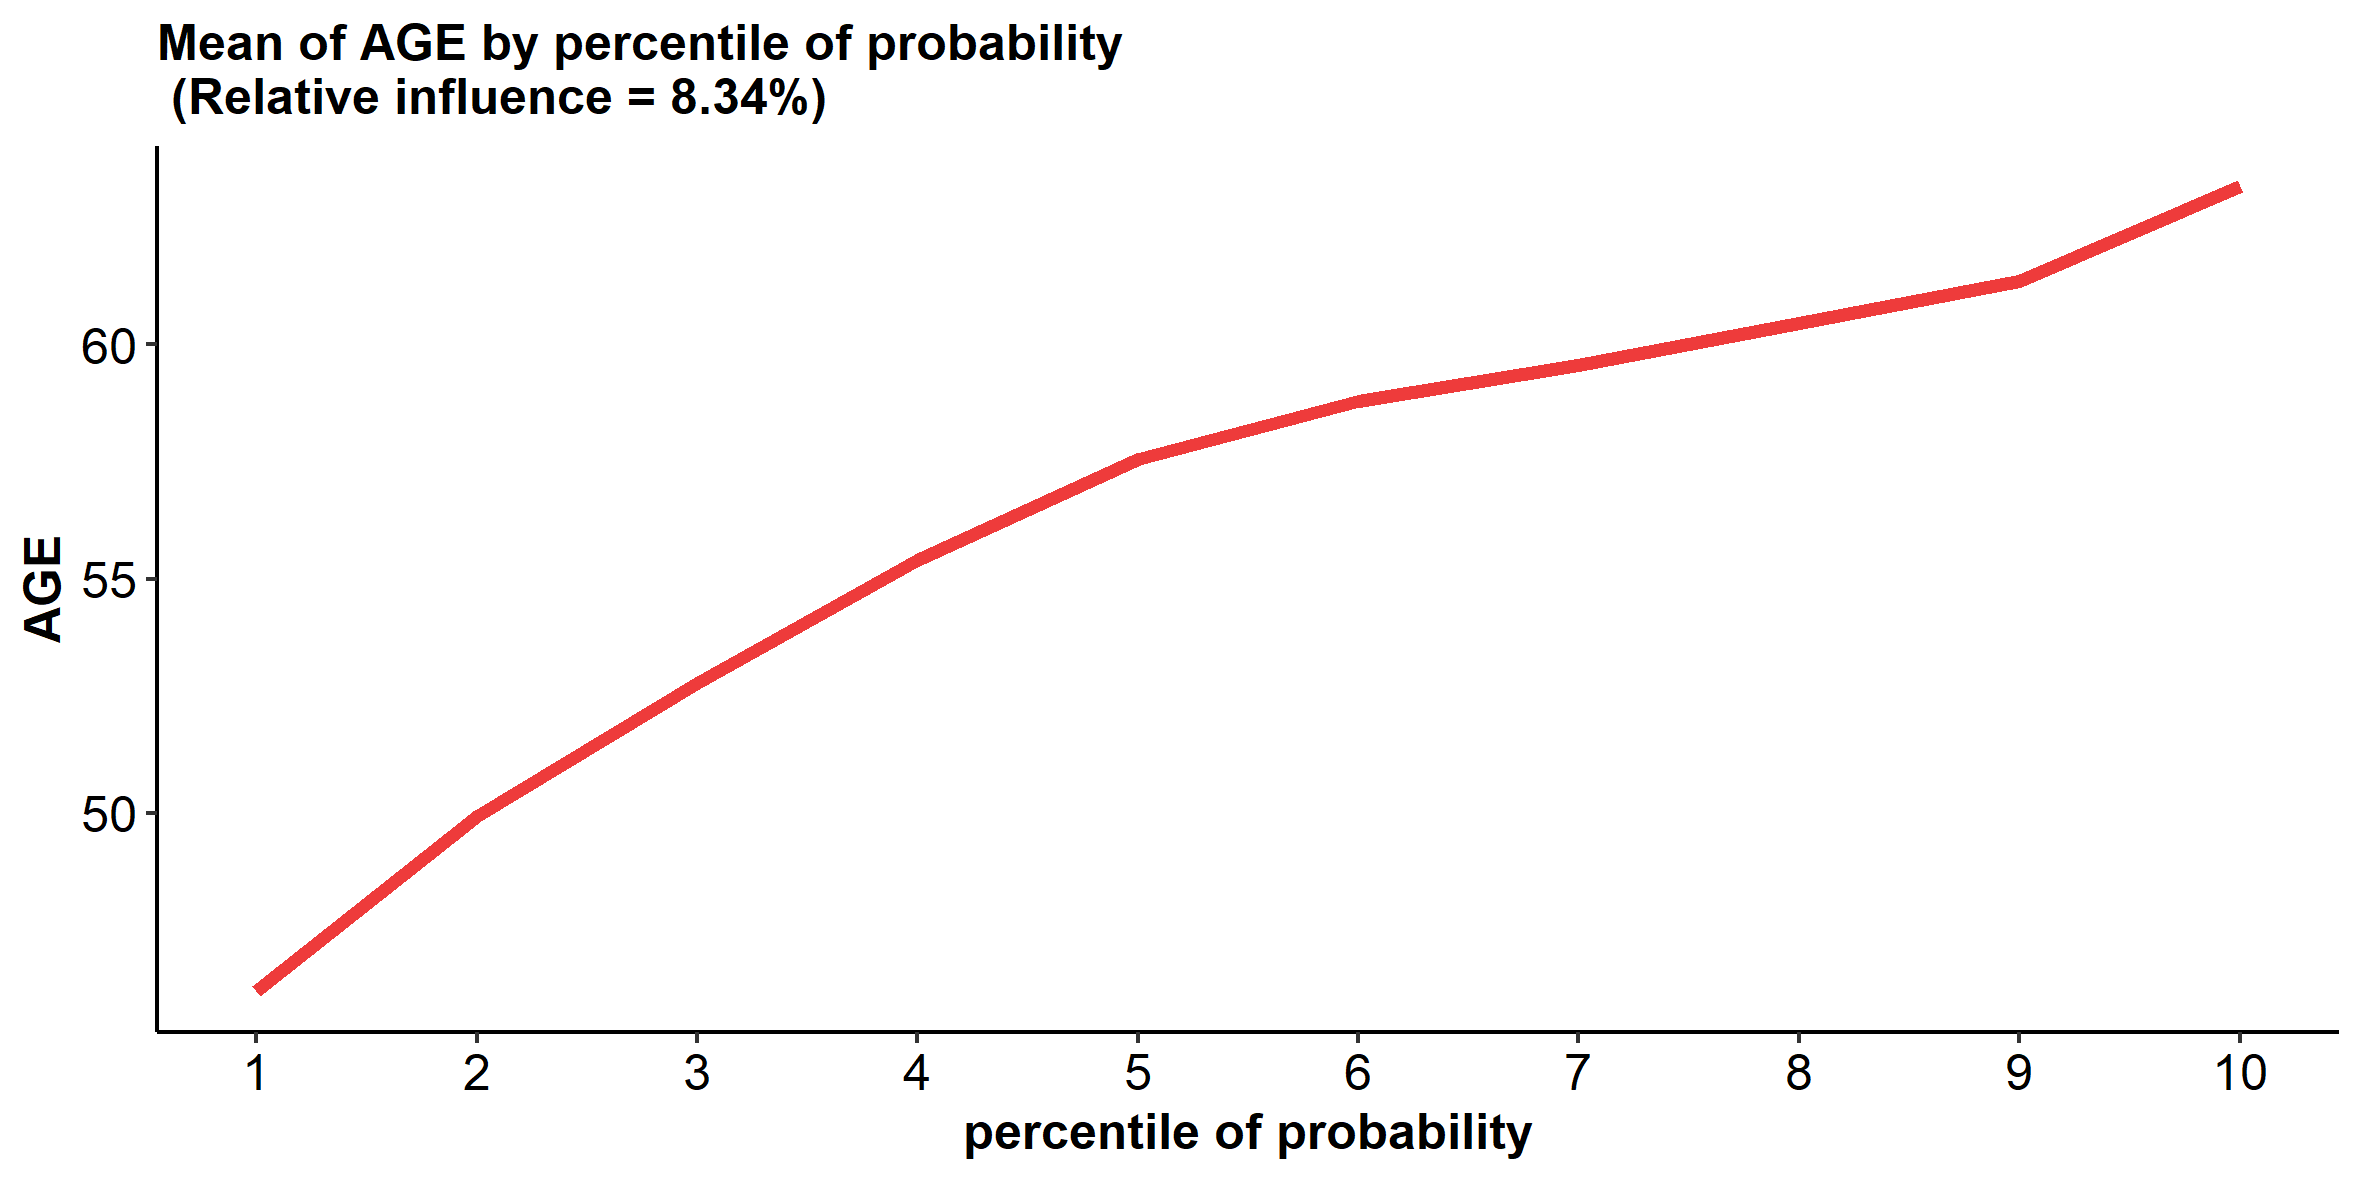 Mean of AGE by percentile of probability
(Relative influence = 8.34%)
AGE
60
55
50
1 2 3 4 5 6 7 8 9 10
percentile of probability